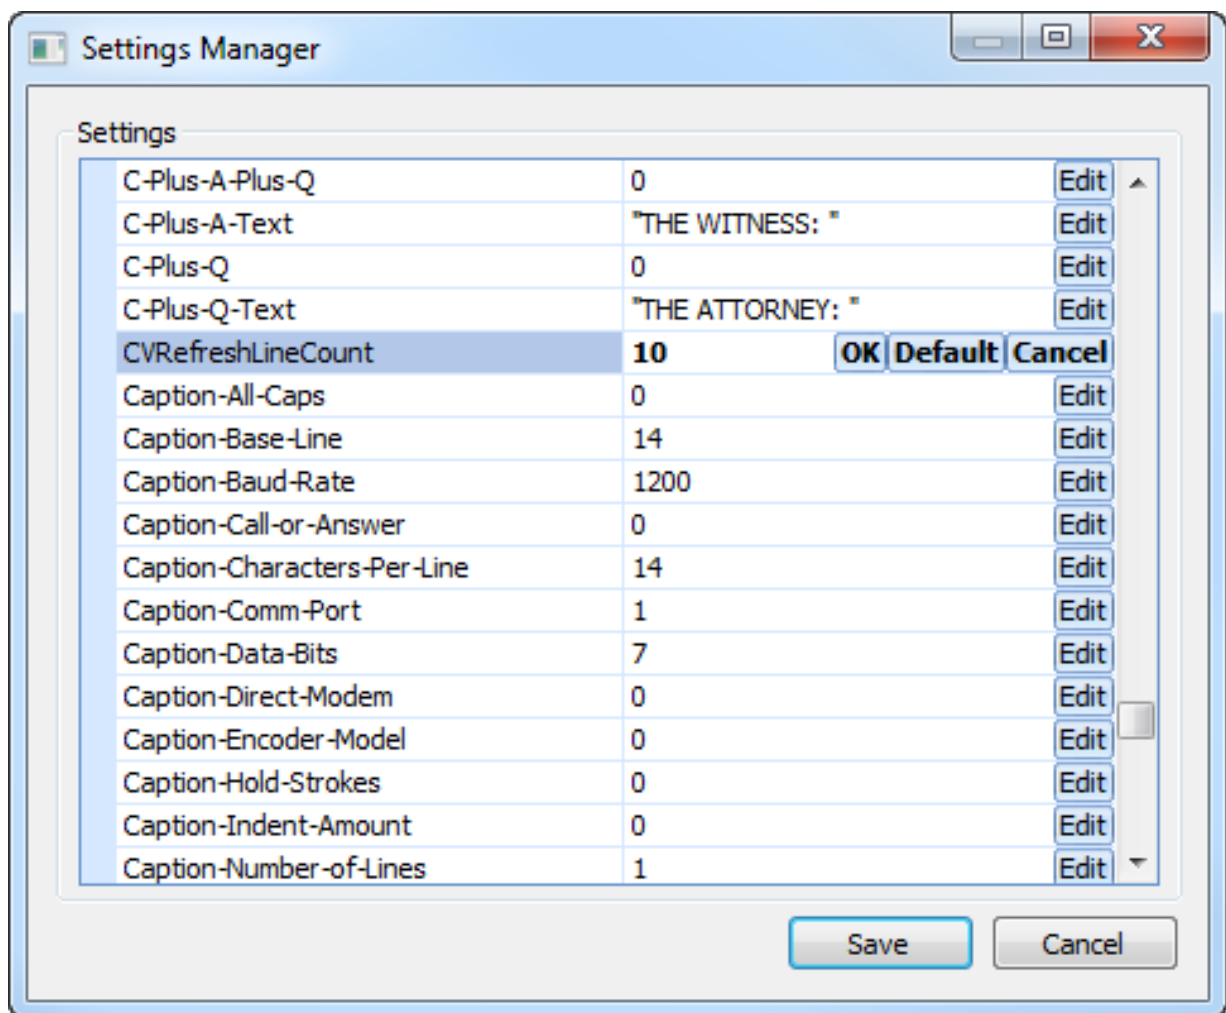 Settings Manager
Settings
C-Plus-A-Plus-Q 0 Edit
C-Plus-A-Text "THE WITNESS: " Edit
C-Plus-Q 0 Edit
C-Plus-Q-Text "THE ATTORNEY: " Edit
CVRefreshLineCount 10 OK Default Cancel
Caption-All-Caps 0 Edit
Caption-Base-Line 14 Edit
Caption-Baud-Rate 1200 Edit
Caption-Call-or-Answer 0 Edit
Caption-Characters-Per-Line 14 Edit
Caption-Comm-Port 1 Edit
Caption-Data-Bits 7 Edit
Caption-Direct-Modem 0 Edit
Caption-Encoder-Model 0 Edit
Caption-Hold-Strokes 0 Edit
Caption-Indent-Amount 0 Edit
Caption-Number-of-Lines 1 Edit
Save Cancel